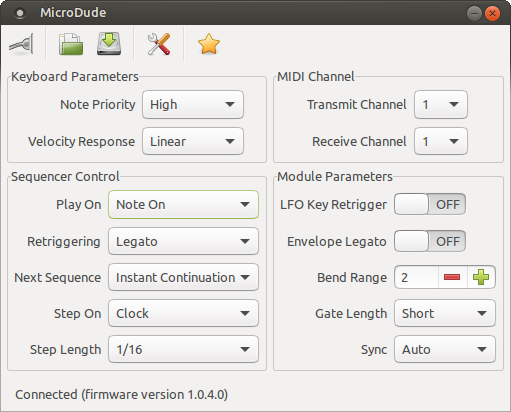 MicroDude
Keyboard Parameters
Note Priority High
Velocity Response Linear
MIDI Channel
Transmit Channel 1
Receive Channel 1
Sequencer Control
Play On Note On
Retriggering Legato
Next Sequence Instant Continuation
Step On Clock
Step Length 1/16
Module Parameters
LFO Key Retrigger OFF
Envelope Legato OFF
Bend Range 2
Gate Length Short
Sync Auto
Connected (firmware version 1.0.4.0)